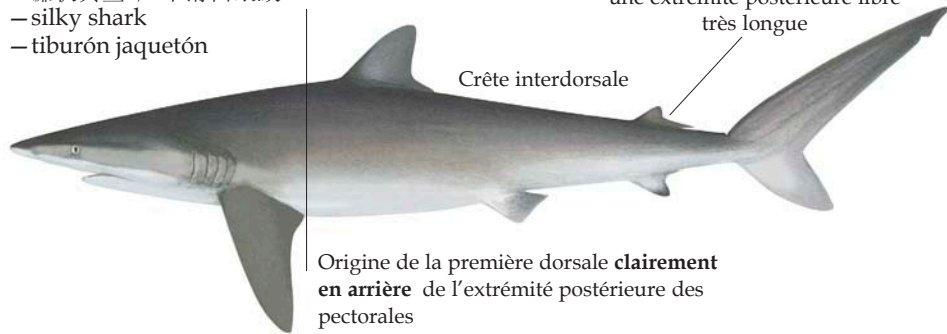 — silky shark
— tiburón jaquetón
une extrémité postérieure libre
très longue
Crête interdorsale
Origine de la première dorsale clairement
en arrière de l'extrémité postérieure des
pectorales